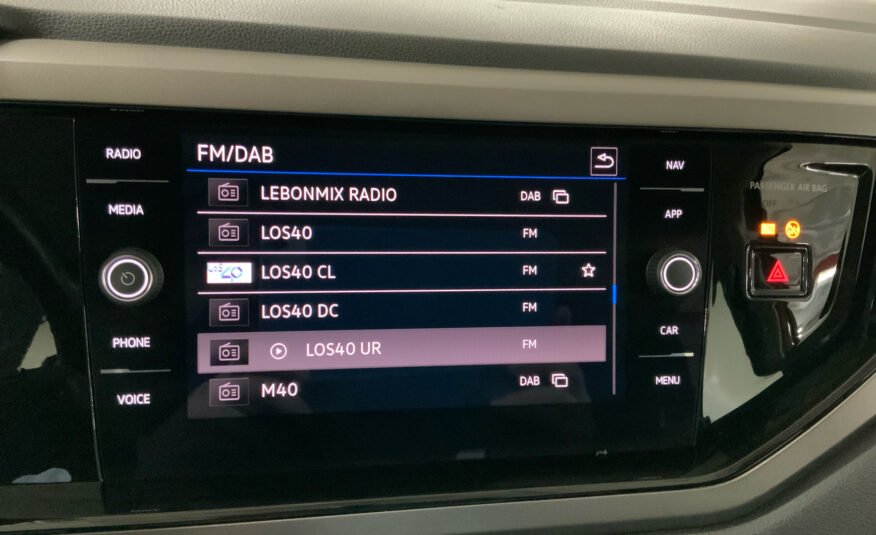 RADIO
MEDIA
PHONE
VOICE
FM/DAB
LEBONMIX RADIO DAB
LOS40 FM
LOS40 CL FM
LOS40 DC FM
LOS40 UR FM
M40 DAB
NAV
APP
CAR
MENU
PASSENGER AIR BAG
OFF